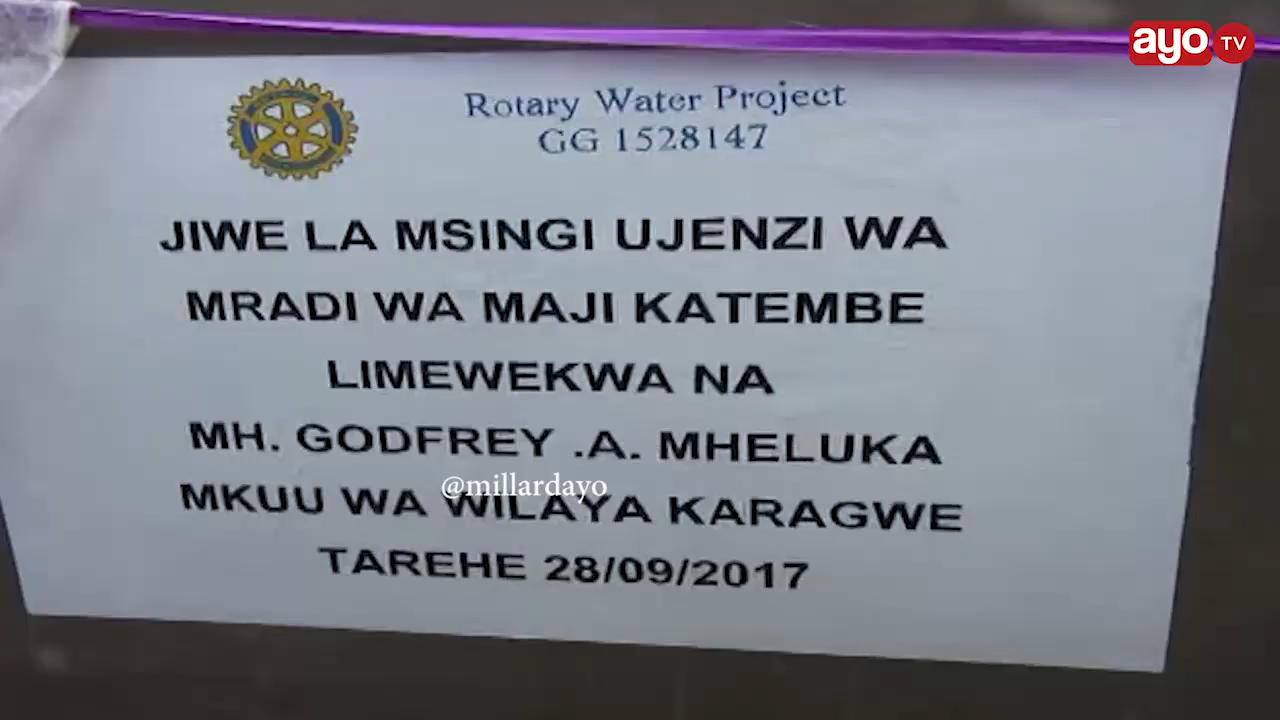 ayo TV
Rotary Water Project
GG 1528147
JIWE LA MSINGI UJENZI WA
MRADI WA MAJI KATEMBE
LIMEWEKWA NA
MH. GODFREY .A. MHELUKA
@millardayo
MKUU WA WILAYA KARAGWE
TAREHE 28/09/2017